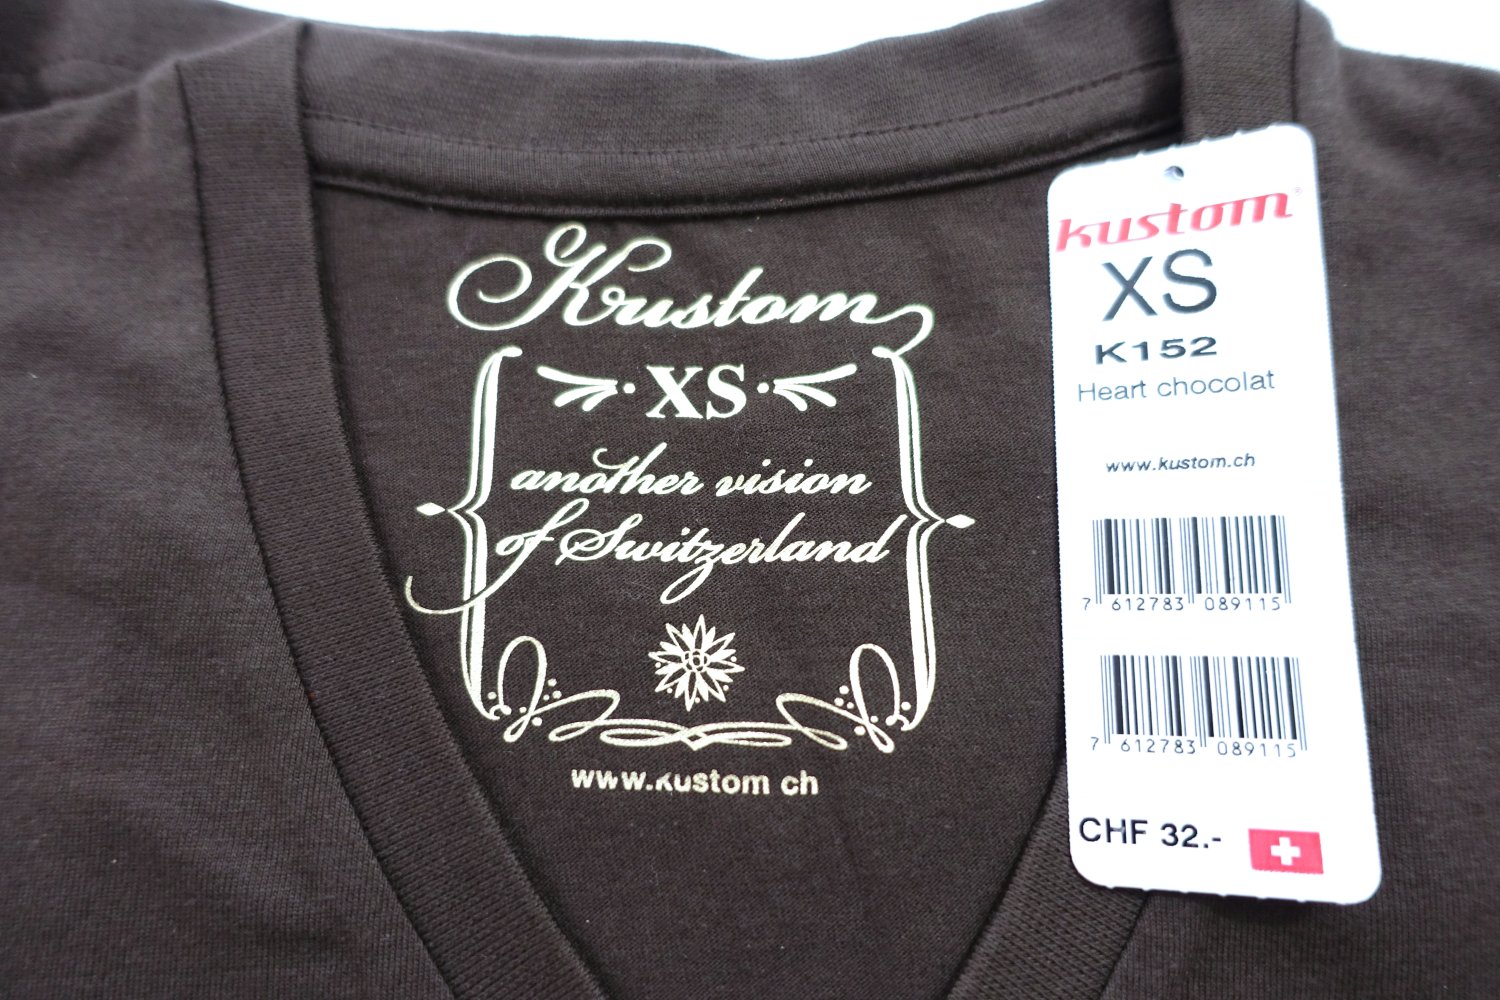 Kustom
XS
another vision
of Switzerland
www.kustom ch
kustom®
XS
K152
Heart chocolat
www.kustom.ch
7 612783 089115
7 612783 089115
CHF 32.-